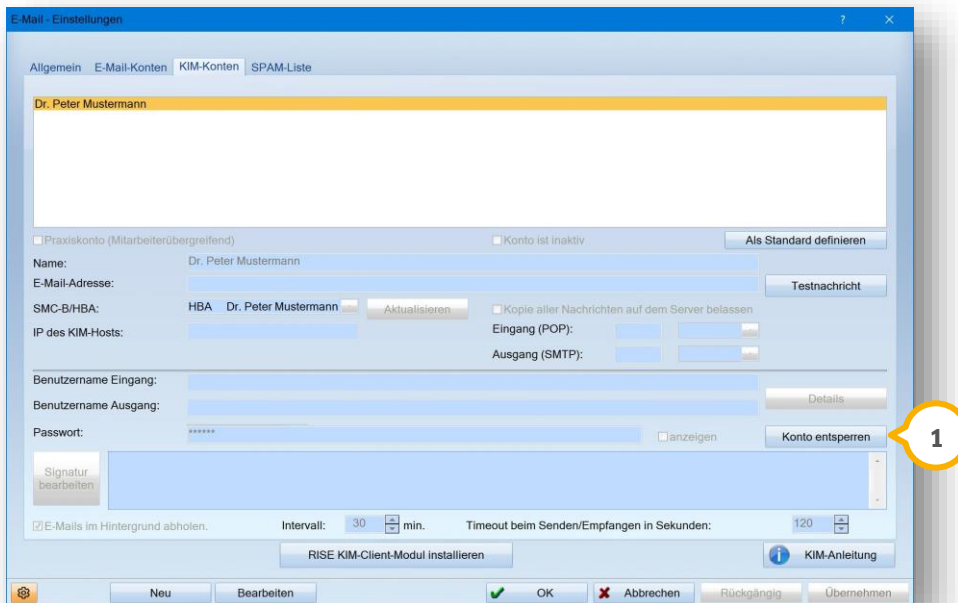 E-Mail - Einstellungen
Allgemein E-Mail-Konten KIM-Konten SPAM-Liste
Dr. Peter Mustermann
Praxiskonto (Mitarbeiterübergreifend) Konto ist inaktiv Als Standard definieren
Name: Dr. Peter Mustermann
E-Mail-Adresse: Testnachricht
SMC-B/HBA: HBA Dr. Peter Mustermann Aktualisieren Kopie aller Nachrichten auf dem Server belassen
IP des KIM-Hosts: Eingang (POP):
Ausgang (SMTP):
Benutzername Eingang:
Details
Benutzername Ausgang:
Passwort: ****** anzeigen Konto entsperren 1
Signatur
bearbeiten
E-Mails im Hintergrund abholen. Intervall: 30 min. Timeout beim Senden/Empfangen in Sekunden: 120
RISE KIM-Client-Modul installieren KIM-Anleitung
Neu Bearbeiten OK Abbrechen Rückgängig Übernehmen